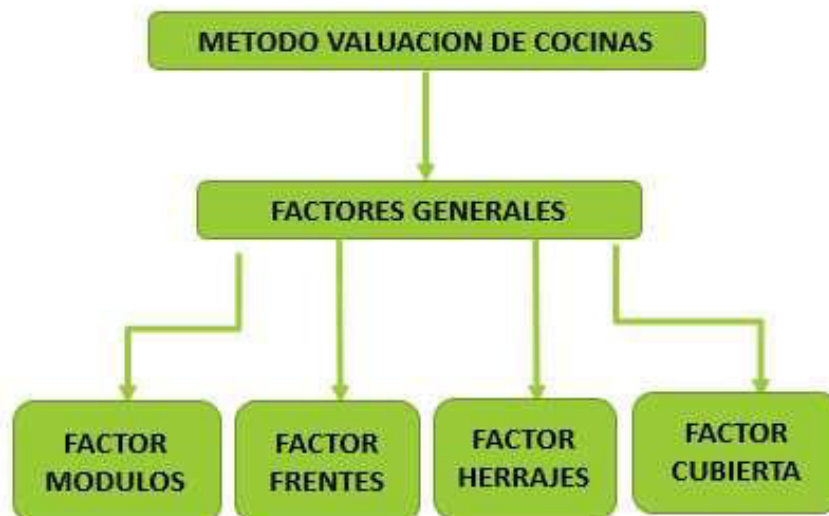 METODO VALUACION DE COCINAS
FACTORES GENERALES
FACTOR
MODULOS
FACTOR
FRENTES
FACTOR
HERRAJES
FACTOR
CUBIERTA